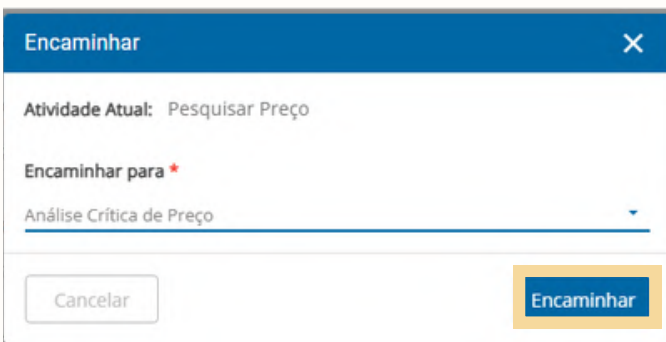 Encaminhar
Atividade Atual: Pesquisar Preço
Encaminhar para *
Análise Crítica de Preço
Cancelar Encaminhar